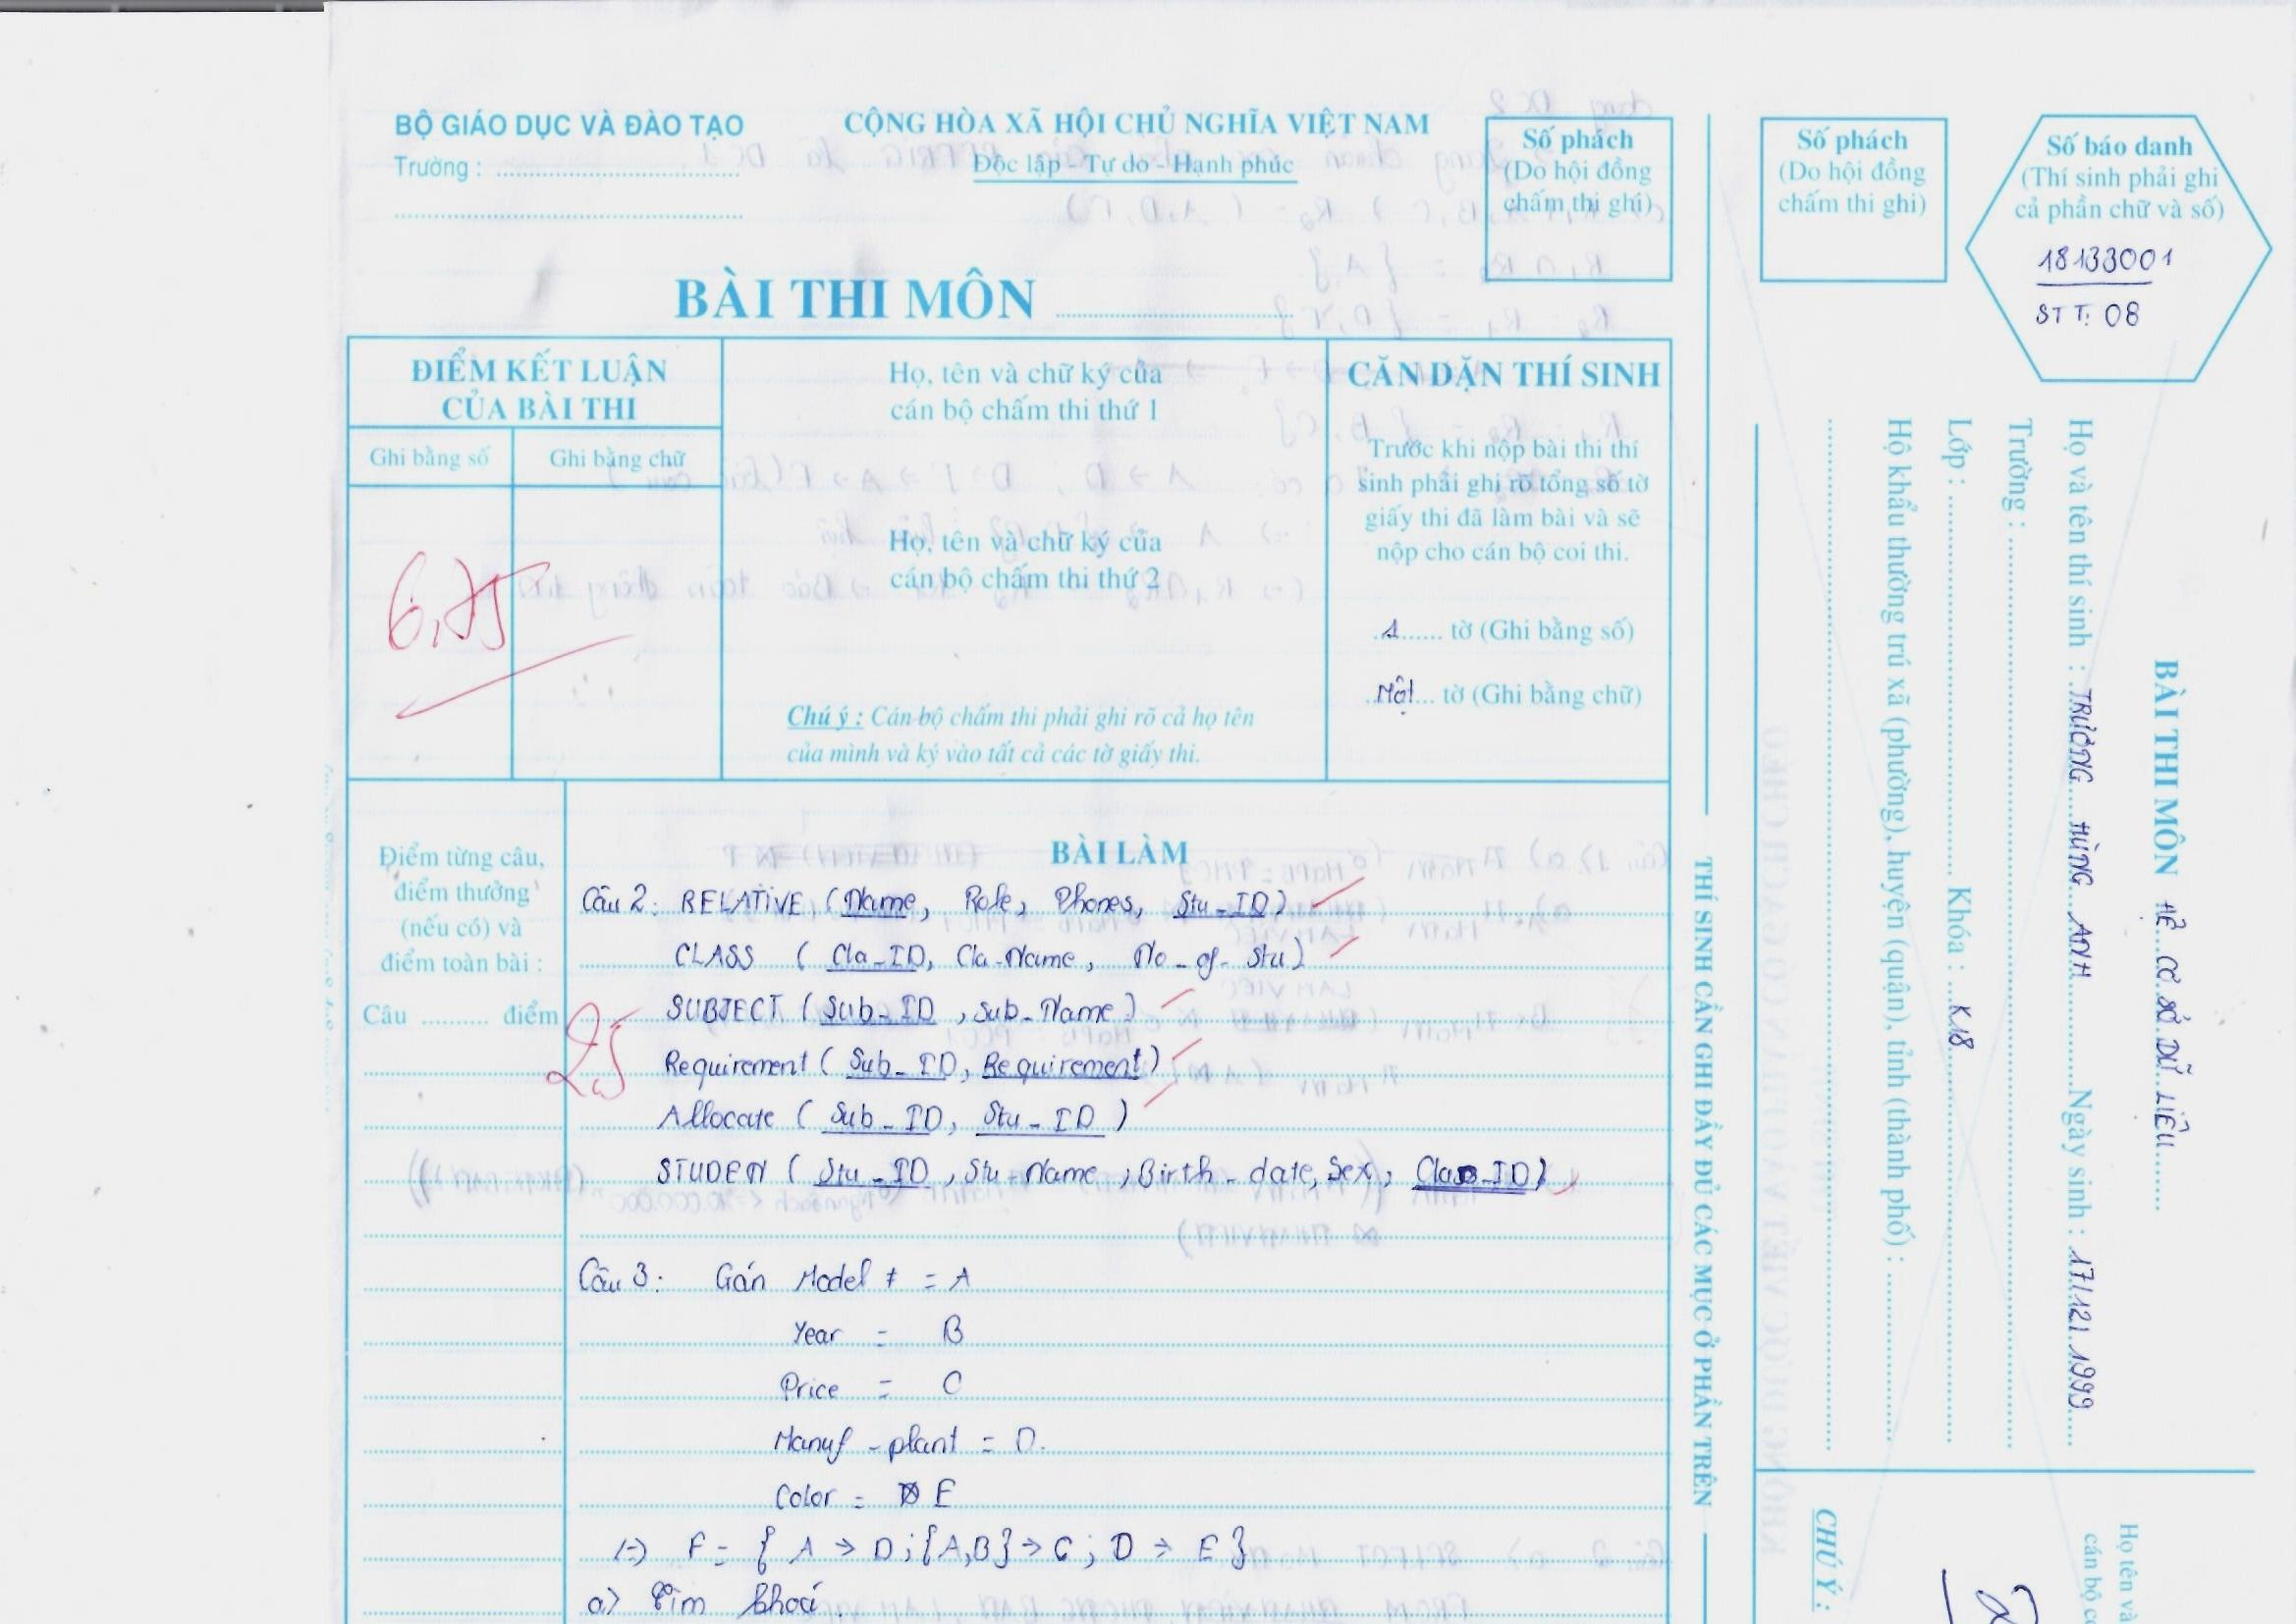 BỘ GIÁO DỤC VÀ ĐÀO TẠO
Trường :
CỘNG HÒA XÃ HỘI CHỦ NGHĨA VIỆT NAM
Độc lập - Tự do - Hạnh phúc
Số phách
(Do hội đồng
chấm thi ghi)
Số phách
(Do hội đồng
chấm thi ghi)
Số báo danh
(Thí sinh phải ghi
cả phần chữ và số)
18133001
STT: 08
BÀI THI MÔN
ĐIỂM KẾT LUẬN
CỦA BÀI THI
Ghi bằng số
Ghi bằng chữ
6,75
Họ, tên và chữ ký của
cán bộ chấm thi thứ 1
Họ, tên và chữ ký của
cán bộ chấm thi thứ 2
Chú ý : Cán bộ chấm thi phải ghi rõ cả họ tên
của mình và ký vào tất cả các tờ giấy thi.
CĂN DẶN THÍ SINH
Trước khi nộp bài thi thí
sinh phải ghi rõ tổng số tờ
giấy thi đã làm bài và sẽ
nộp cho cán bộ coi thi.
1 tờ (Ghi bằng số)
Một tờ (Ghi bằng chữ)
Điểm từng câu,
điểm thưởng
(nếu có) và
điểm toàn bài :
Câu .......... điểm
2,5
BÀI LÀM
Câu 2: RELATIVE (Name, Role, Phones, Stu_ID)
CLASS ( Cla_ID, Cla_Name, No_of_Stu)
SUBJECT ( Sub_ID , Sub_Name )
Requirement ( Sub_ID, Requirement)
Allocate ( Sub_ID, Stu_ID )
STUDEN ( Stu_ID , Stu_Name , Birth_date, Sex, Class_ID)
Câu 3: Gán Model # = A
Year = B
Price = C
Manuf_plant = D.
Color = E
=> F = { A → D ; {A,B} → C ; D → E }
a) Tìm khoá
THÍ SINH CẦN GHI ĐẦY ĐỦ CÁC MỤC Ở PHẦN TRÊN
BÀI THI MÔN HỆ CƠ SỞ DỮ LIỆU
Họ và tên thí sinh : TRƯƠNG HÙNG ANH Ngày sinh : 17/12/1999
Trường :
Lớp : Khóa : K18
Hộ khẩu thường trú xã (phường), huyện (quận), tỉnh (thành phố) :
CHÚ Ý :
Họ tên và